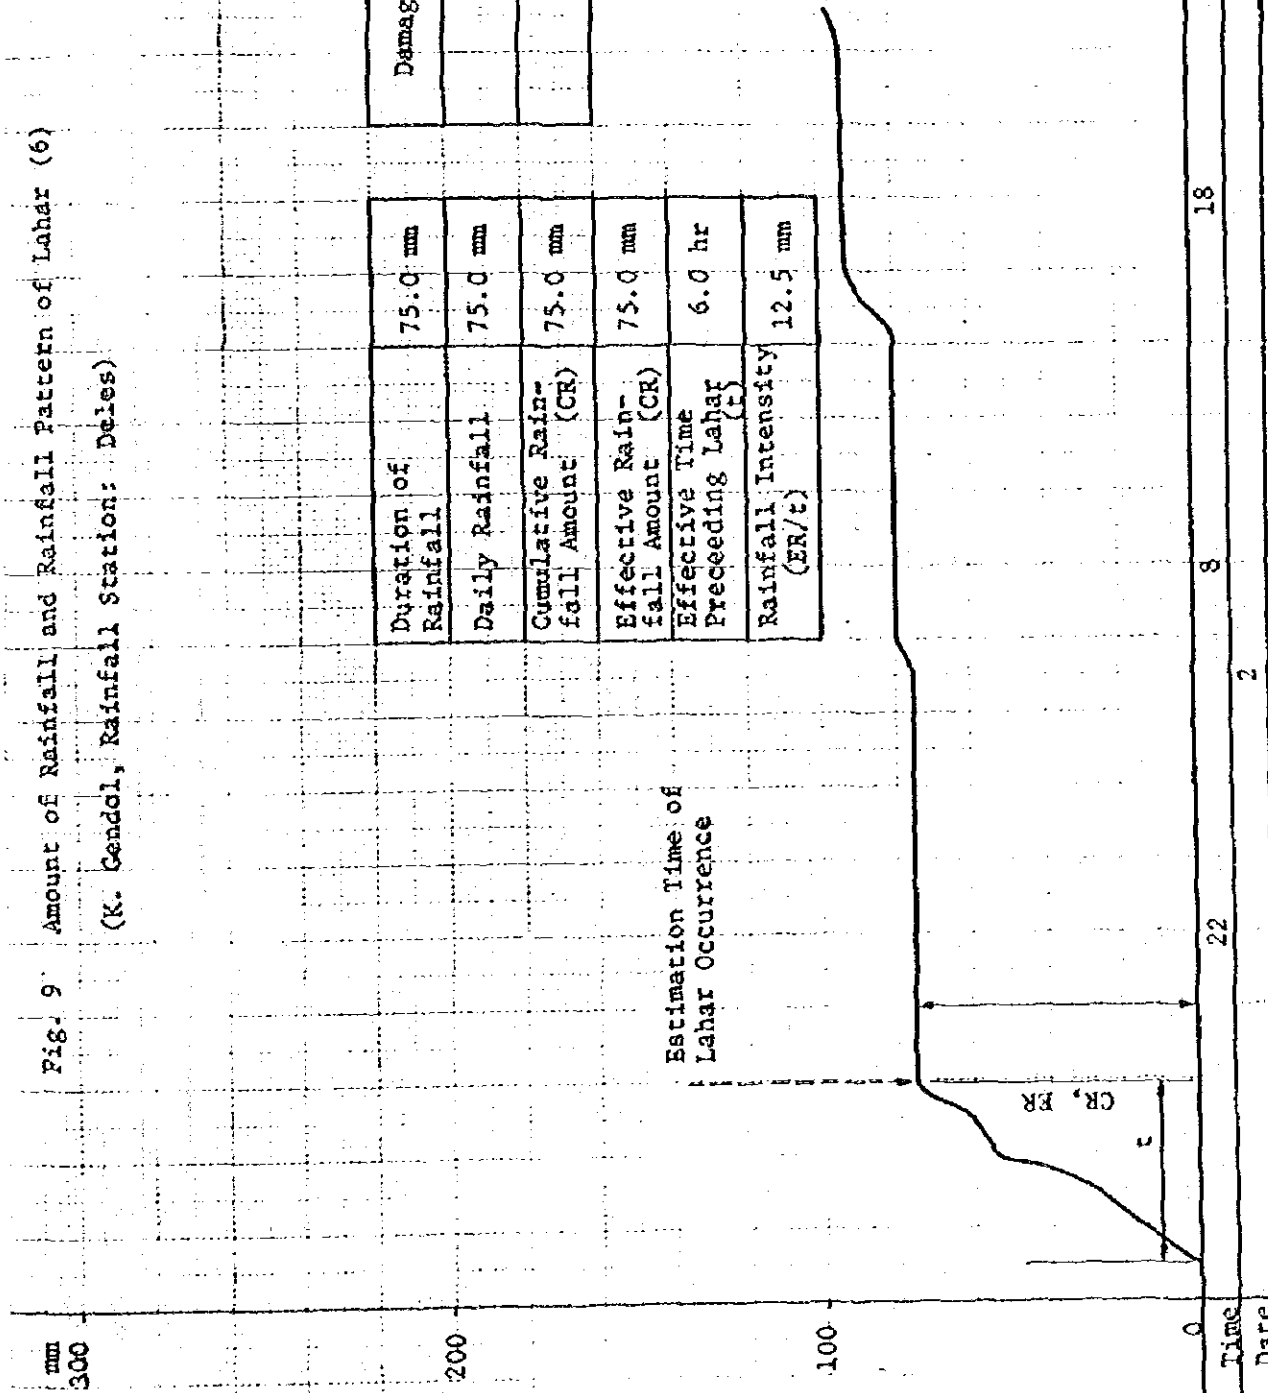 Fig. 9 Amount of Rainfall and Rainfall Pattern of Lahar (6)
(K. Gendol, Rainfall Station: Deles)
mm
300
200
100
0
Estimation Time of
Lahar Occurrence
CR, ER
t
Duration of
Rainfall
75.0 mm
Daily Rainfall
75.0 mm
Cumulative Rain-
fall Amount (CR)
75.0 mm
Effective Rain-
fall Amount (CR)
75.0 mm
Effective Time
Preceeding Lahar
(t)
6.0 hr
Rainfall Intensity
(ER/t)
12.5 mm
Damag
Time
22
8
18
Date
2